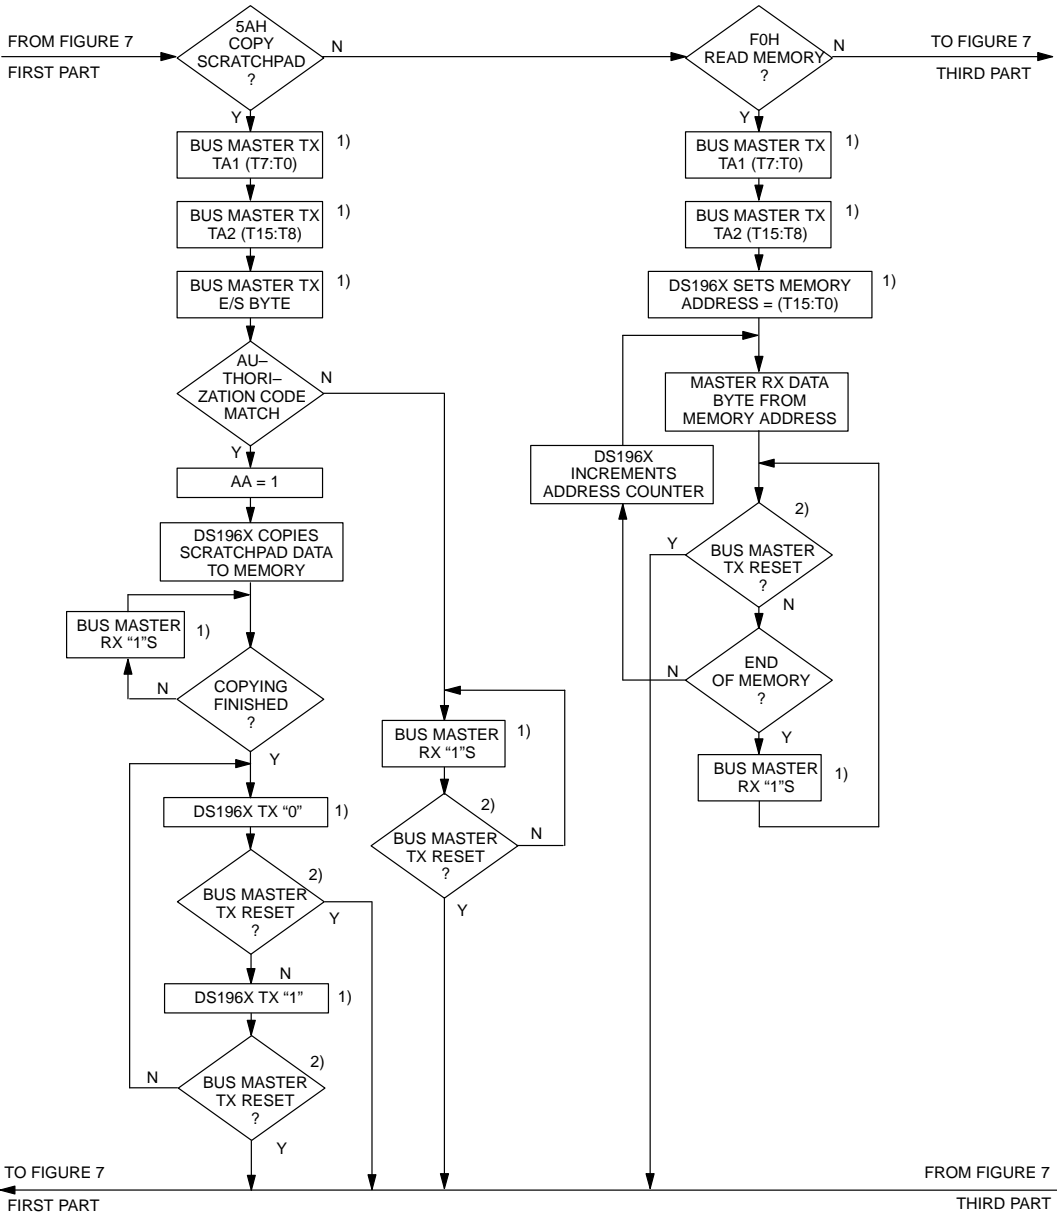 FROM FIGURE 7
FIRST PART
5AH
COPY
SCRATCHPAD
?
N
Y
F0H
READ MEMORY
?
N
Y
TO FIGURE 7
THIRD PART
BUS MASTER TX
TA1 (T7:T0)
1)
BUS MASTER TX
TA2 (T15:T8)
1)
BUS MASTER TX
E/S BYTE
1)
AU–
THORI–
ZATION CODE
MATCH
N
Y
AA = 1
DS196X COPIES
SCRATCHPAD DATA
TO MEMORY
BUS MASTER
RX “1”S
1)
N
COPYING
FINISHED
?
Y
DS196X TX “0”
1)
2)
BUS MASTER
TX RESET
?
Y
N
DS196X TX “1”
1)
2)
BUS MASTER
TX RESET
?
N
Y
BUS MASTER
RX “1”S
1)
2)
BUS MASTER
TX RESET
?
N
Y
BUS MASTER TX
TA1 (T7:T0)
1)
BUS MASTER TX
TA2 (T15:T8)
1)
DS196X SETS MEMORY
ADDRESS = (T15:T0)
1)
MASTER RX DATA
BYTE FROM
MEMORY ADDRESS
DS196X
INCREMENTS
ADDRESS COUNTER
2)
BUS MASTER
TX RESET
?
Y
N
END
OF MEMORY
?
N
Y
BUS MASTER
RX “1”S
1)
TO FIGURE 7
FIRST PART
FROM FIGURE 7
THIRD PART